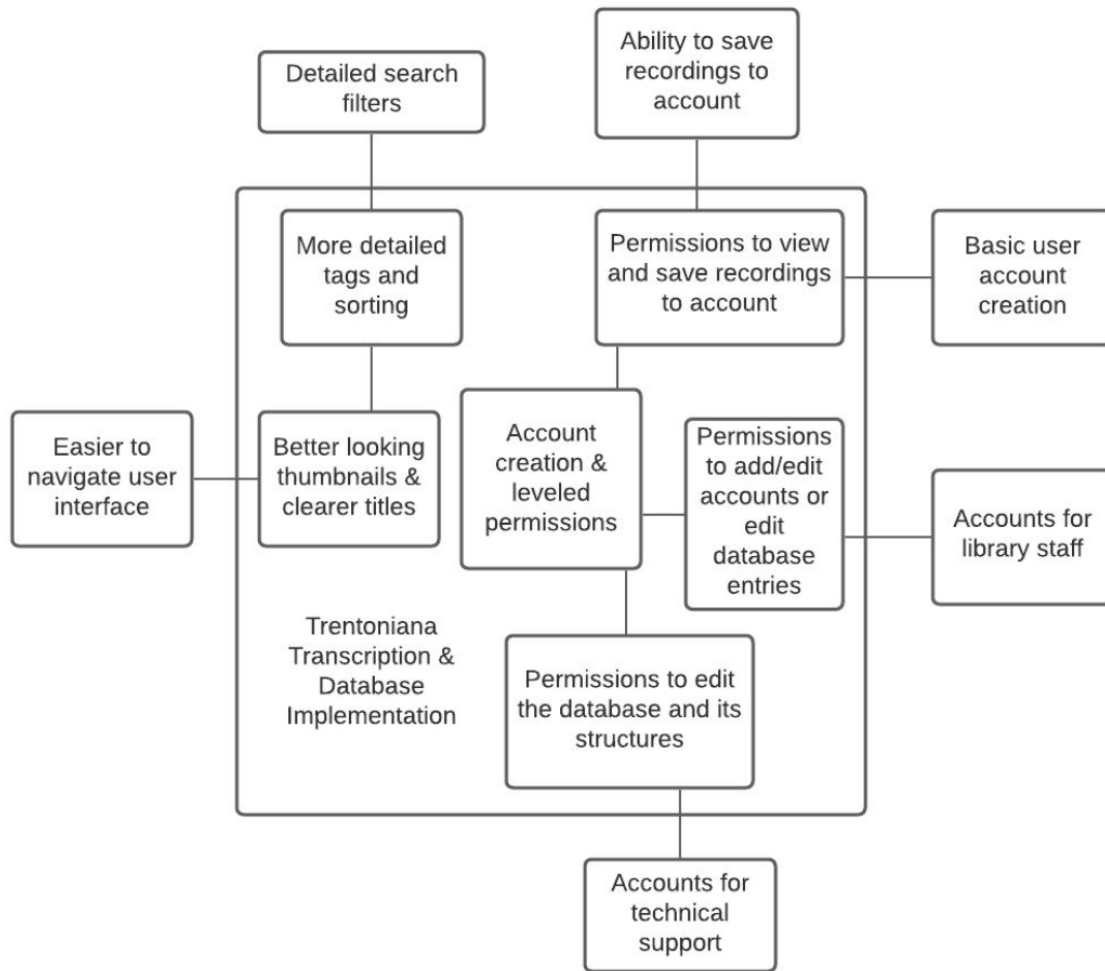 Detailed search
filters
Ability to save
recordings to
account
More detailed
tags and
sorting
Permissions to view
and save recordings
to account
Basic user
account
creation
Easier to
navigate user
interface
Better looking
thumbnails &
clearer titles
Account
creation &
leveled
permissions
Permissions
to add/edit
accounts or
edit
database
entries
Accounts for
library staff
Trentoniana
Transcription &
Database
Implementation
Permissions to edit
the database and its
structures
Accounts for
technical
support